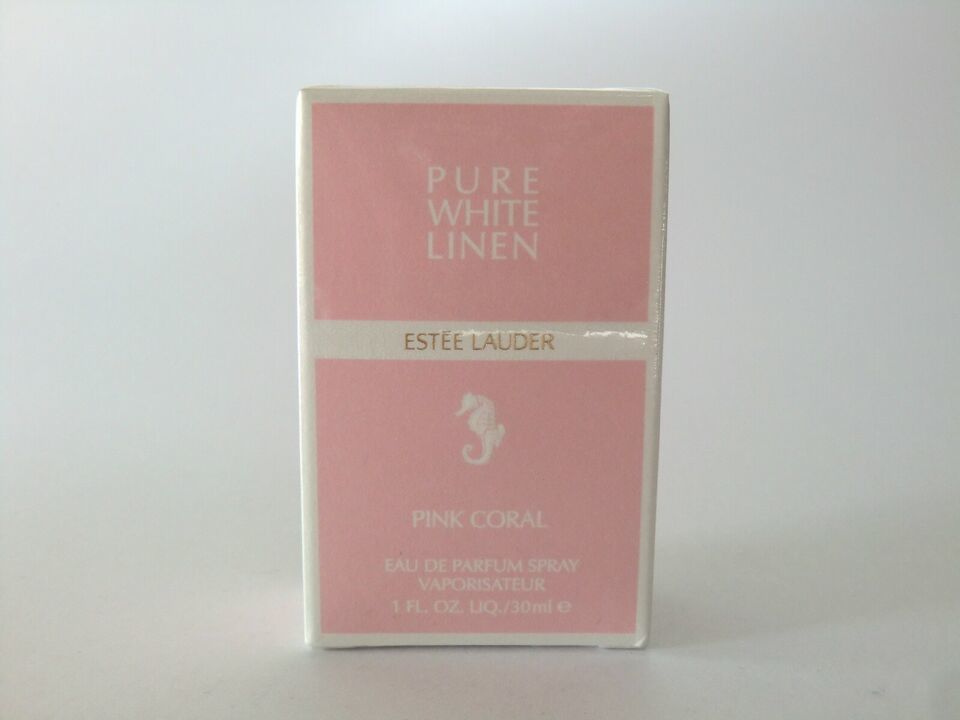 PURE
WHITE
LINEN
ESTĒE LAUDER
PINK CORAL
EAU DE PARFUM SPRAY
VAPORISATEUR
1 FL. OZ. LIQ./30ml ℮